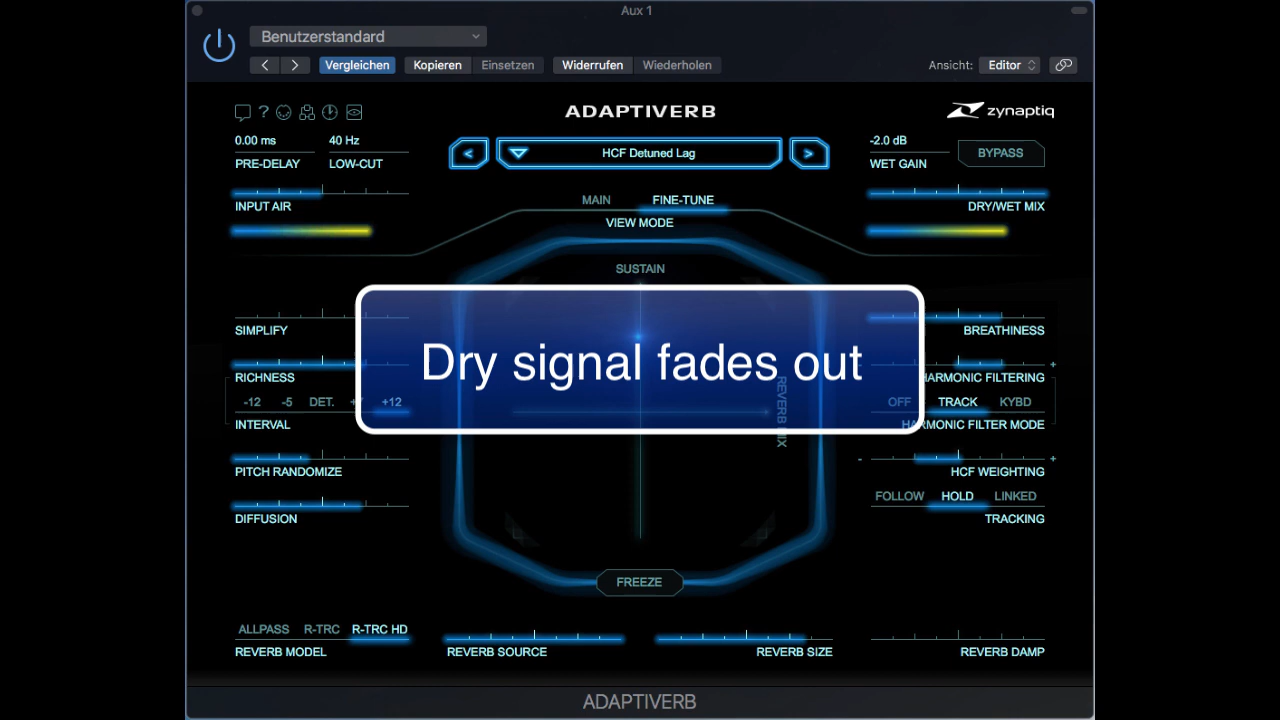 Aux 1
Benutzerstandard
Vergleichen Kopieren Einsetzen Widerrufen Wiederholen Ansicht: Editor
? ADAPTIVERB zynaptiq
0.00 ms 40 Hz < HCF Detuned Lag > -2.0 dB BYPASS
PRE-DELAY LOW-CUT WET GAIN
MAIN FINE-TUNE
INPUT AIR DRY/WET MIX
VIEW MODE
SUSTAIN
SIMPLIFY BREATHINESS
Dry signal fades out
RICHNESS HARMONIC FILTERING
-12 -5 DET. +12 OFF TRACK KYBD
INTERVAL HARMONIC FILTER MODE
PITCH RANDOMIZE HCF WEIGHTING
FOLLOW HOLD LINKED
DIFFUSION TRACKING
FREEZE
ALLPASS R-TRC R-TRC HD
REVERB MODEL REVERB SOURCE REVERB SIZE REVERB DAMP
ADAPTIVERB